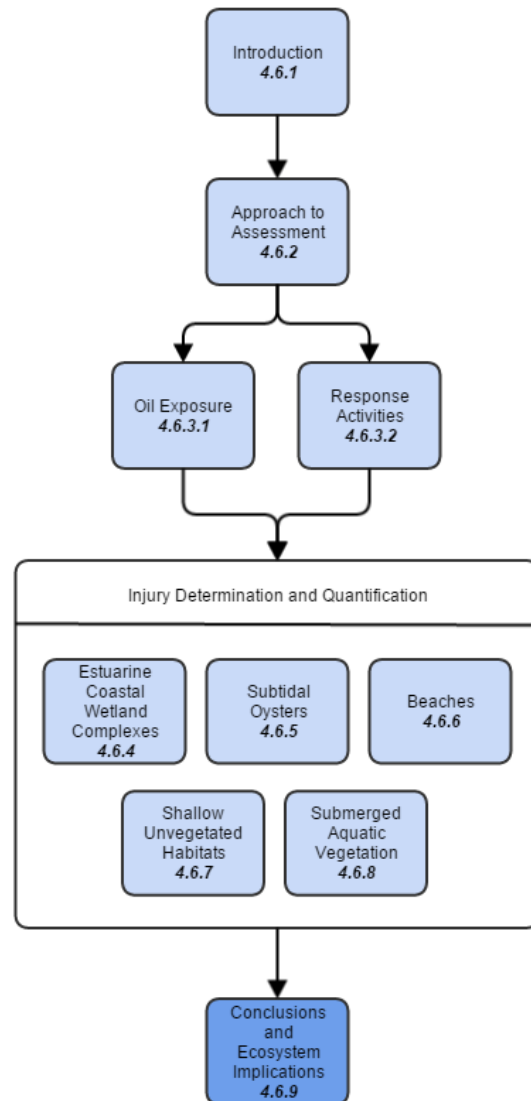 Introduction
4.6.1
Approach to
Assessment
4.6.2
Oil Exposure
4.6.3.1
Response
Activities
4.6.3.2
Injury Determination and Quantification
Estuarine
Coastal
Wetland
Complexes
4.6.4
Subtidal
Oysters
4.6.5
Beaches
4.6.6
Shallow
Unvegetated
Habitats
4.6.7
Submerged
Aquatic
Vegetation
4.6.8
Conclusions
and
Ecosystem
Implications
4.6.9